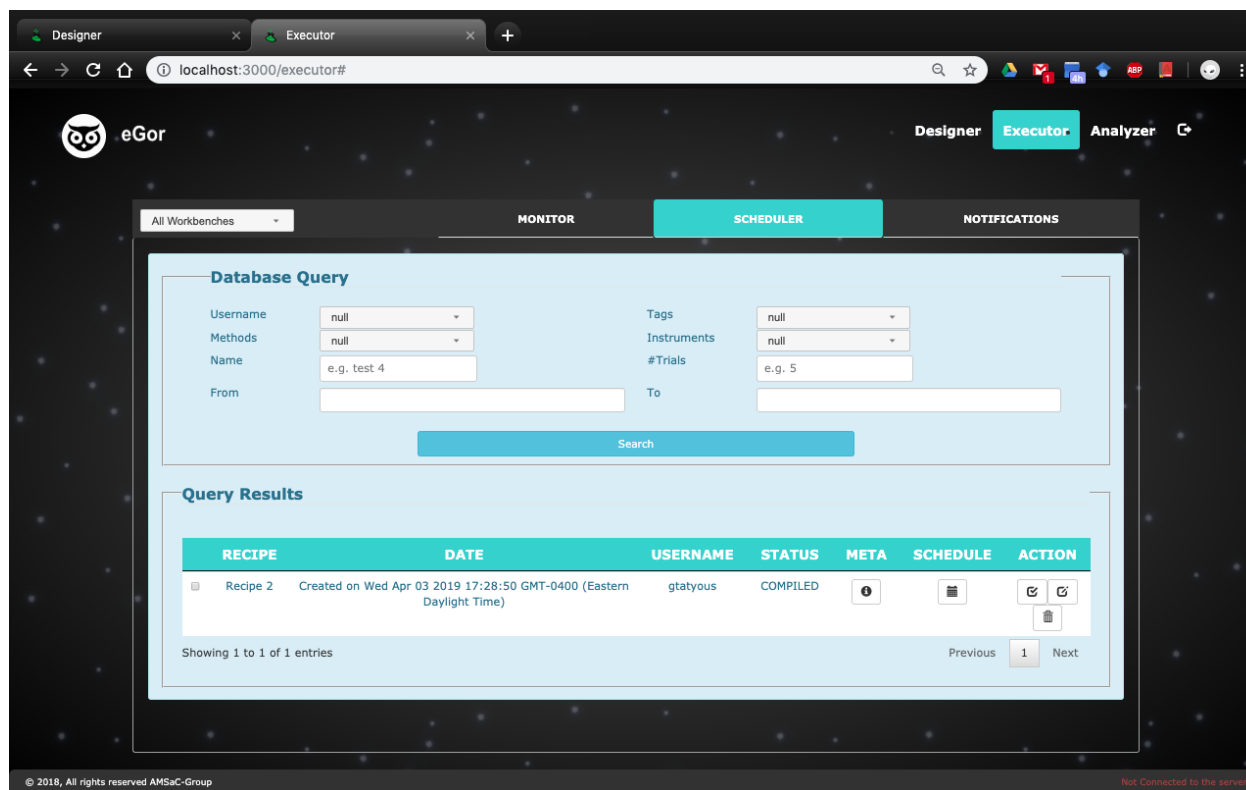 Designer
Executor
localhost:3000/executor#
1
4h
ABP
eGor
Designer
Executor
Analyzer
All Workbenches
MONITOR
SCHEDULER
NOTIFICATIONS
Database Query
Username
null
Tags
null
Methods
null
Instruments
null
Name
e.g. test 4
#Trials
e.g. 5
From
To
Search
Query Results
RECIPE DATE USERNAME STATUS META SCHEDULE ACTION
Recipe 2 Created on Wed Apr 03 2019 17:28:50 GMT-0400 (Eastern gtatyous COMPILED
Daylight Time)
Showing 1 to 1 of 1 entries
Previous 1 Next
© 2018, All rights reserved AMSaC-Group
Not Connected to the server